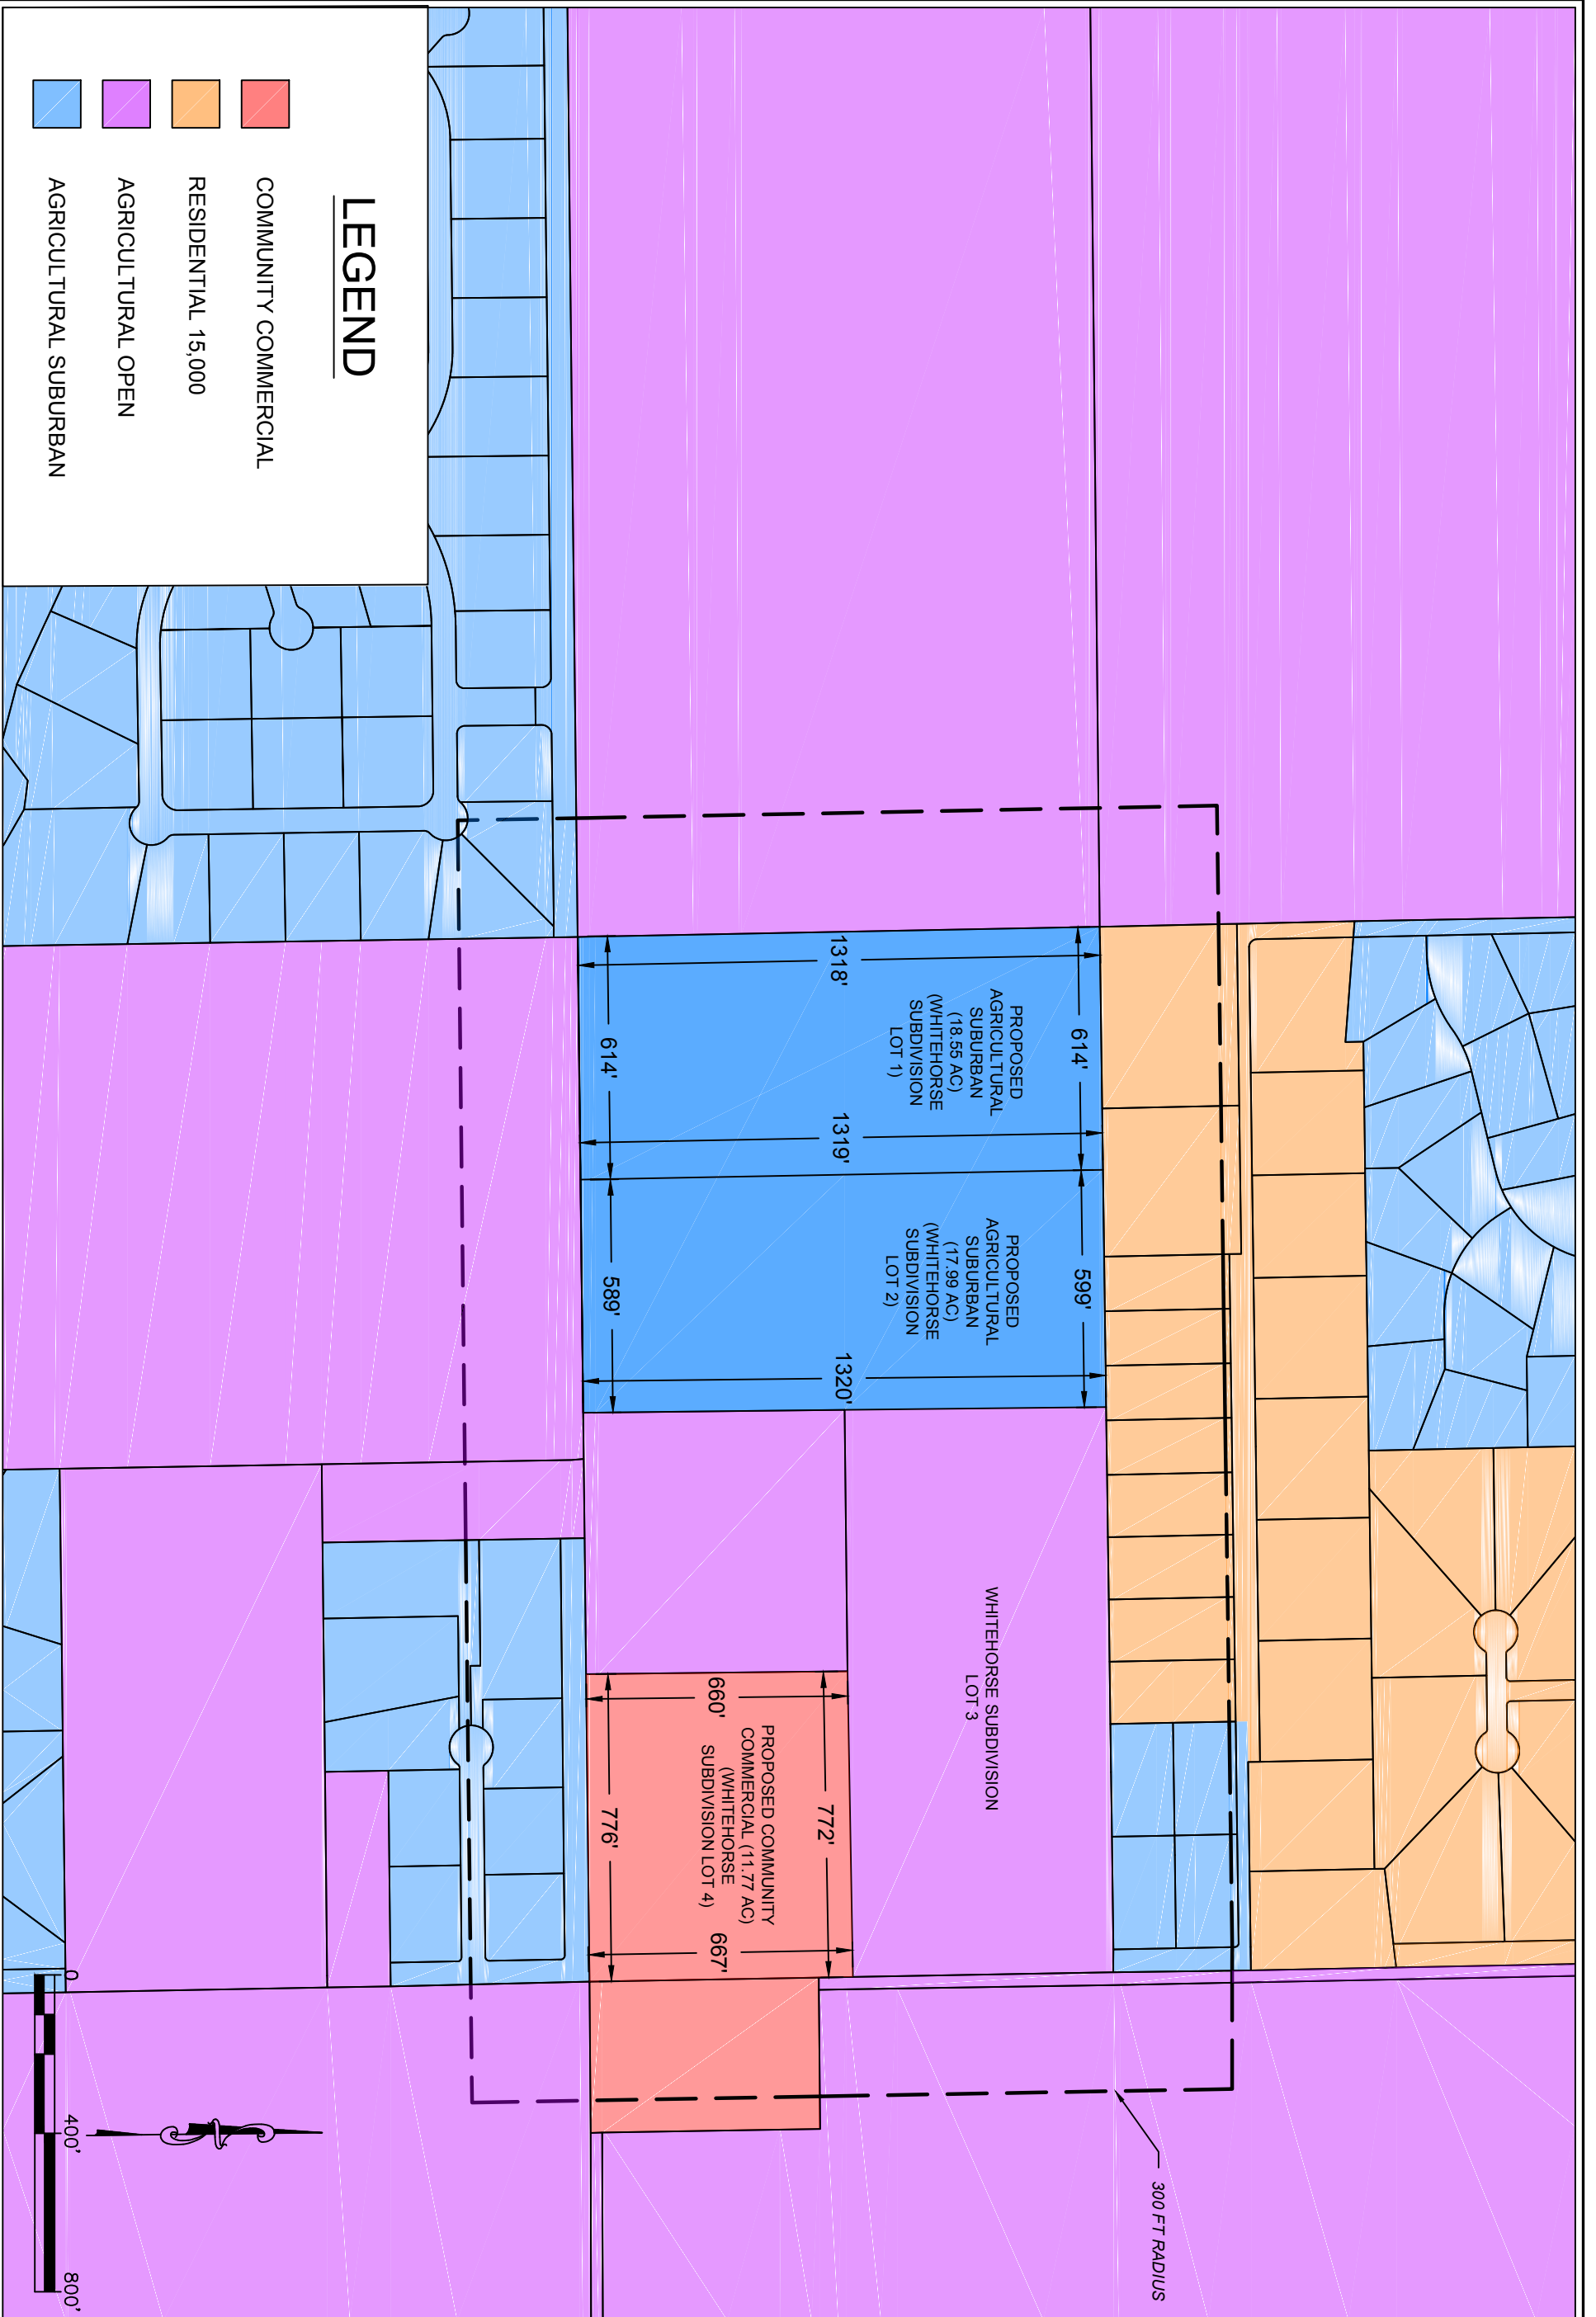 LEGEND
COMMUNITY COMMERCIAL
RESIDENTIAL 15,000
AGRICULTURAL OPEN
AGRICULTURAL SUBURBAN
614'
PROPOSED
AGRICULTURAL
SUBURBAN
(18.55 AC)
(WHITEHORSE
SUBDIVISION
LOT 1)
1318'
1319'
614'
599'
PROPOSED
AGRICULTURAL
SUBURBAN
(17.99 AC)
(WHITEHORSE
SUBDIVISION
LOT 2)
1320'
589'
WHITEHORSE SUBDIVISION
LOT 3
772'
PROPOSED COMMUNITY
COMMERCIAL (11.77 AC)
(WHITEHORSE
SUBDIVISION LOT 4)
660'
667'
776'
300 FT RADIUS
0
400'
800'